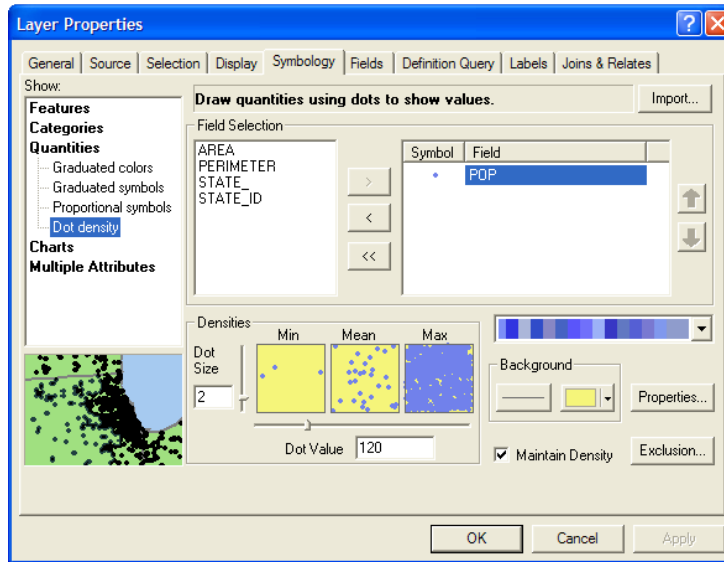 Layer Properties
General Source Selection Display Symbology Fields Definition Query Labels Joins & Relates
Show:
Features
Categories
Quantities
Graduated colors
Graduated symbols
Proportional symbols
Dot density
Charts
Multiple Attributes
Draw quantities using dots to show values.
Import...
Field Selection
AREA
PERIMETER
STATE_
STATE_ID
>
<
<<
Symbol Field
POP
Densities
Min Mean Max
Dot
Size
2
Dot Value 120
Background
Properties...
Maintain Density
Exclusion...
OK Cancel Apply